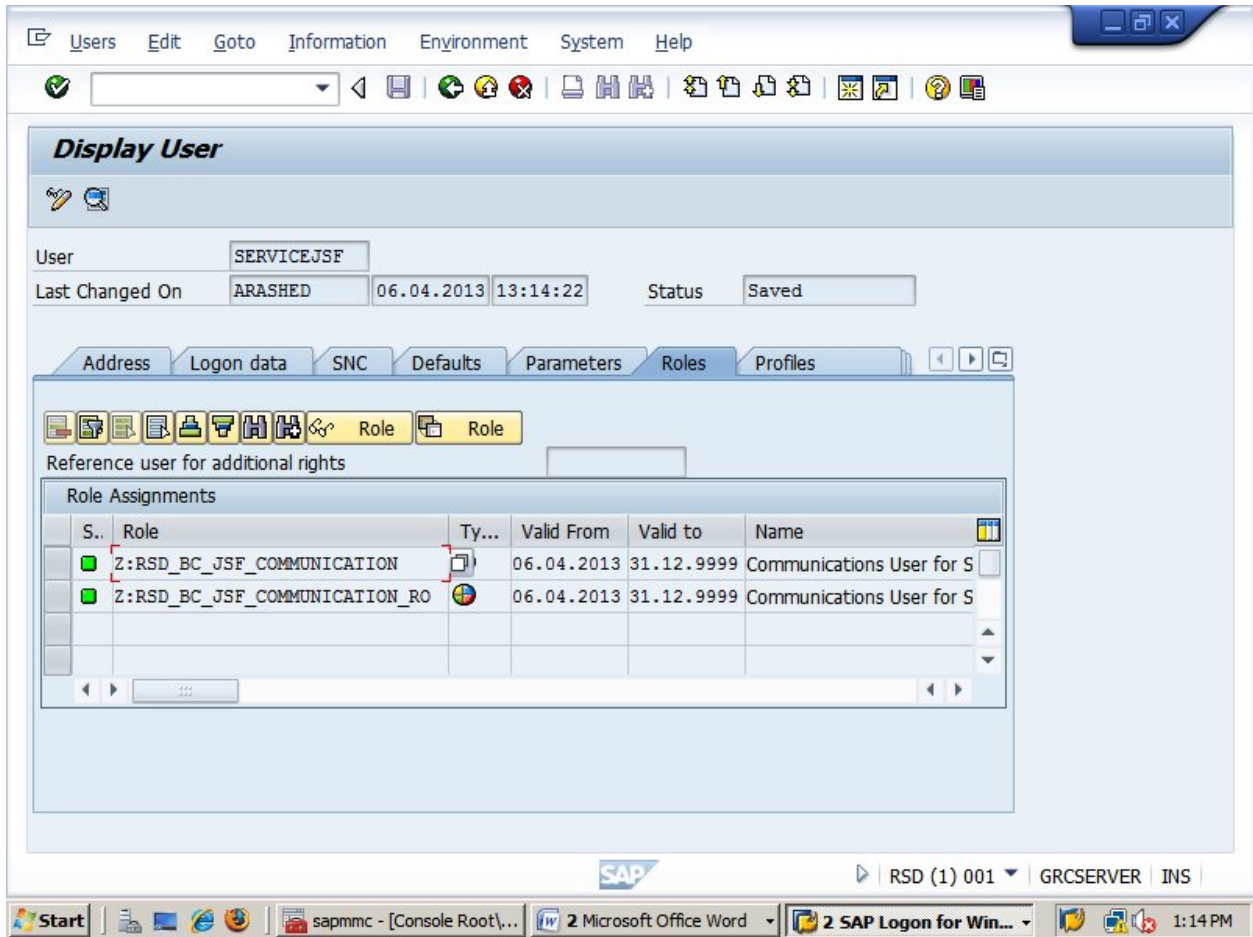 Users Edit Goto Information Environment System Help
Display User
User SERVICEJSF
Last Changed On ARASHED 06.04.2013 13:14:22 Status Saved
Address Logon data SNC Defaults Parameters Roles Profiles
Role Role
Reference user for additional rights
Role Assignments
S.. Role Ty... Valid From Valid to Name
Z:RSD_BC_JSF_COMMUNICATION 06.04.2013 31.12.9999 Communications User for S
Z:RSD_BC_JSF_COMMUNICATION_RO 06.04.2013 31.12.9999 Communications User for S
SAP RSD (1) 001 GRCSERVER INS
Start sapmmc - [Console Root\... 2 Microsoft Office Word 2 SAP Logon for Win... 1:14 PM